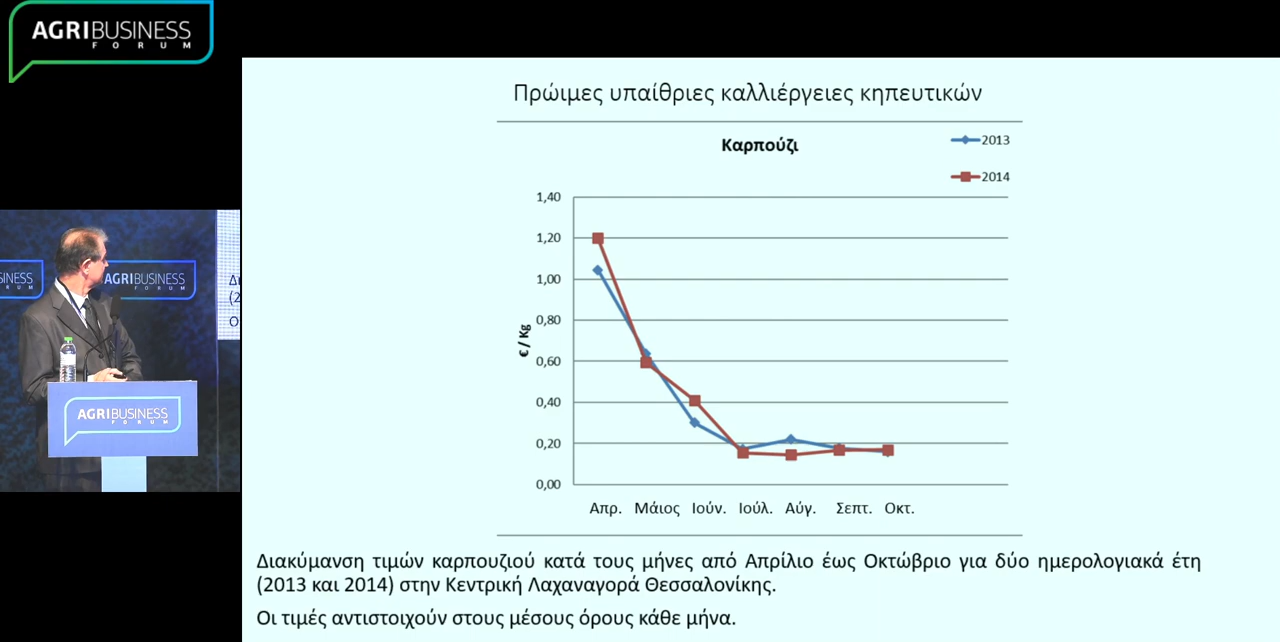 AGRIBUSINESS
FORUM
Πρώιμες υπαίθριες καλλιέργειες κηπευτικών
Καρπούζι
2013
2014
1,40
1,20
1,00
0,80
0,60
0,40
0,20
0,00
€ / Kg
Απρ. Μάιος Ιούν. Ιούλ. Αύγ. Σεπτ. Οκτ.
Διακύμανση τιμών καρπουζιού κατά τους μήνες από Απρίλιο έως Οκτώβριο για δύο ημερολογιακά έτη
(2013 και 2014) στην Κεντρική Λαχαναγορά Θεσσαλονίκης.
Οι τιμές αντιστοιχούν στους μέσους όρους κάθε μήνα.
INESS
AGRIBUSINESS
FORUM
AGRIBUSINESS
FORUM